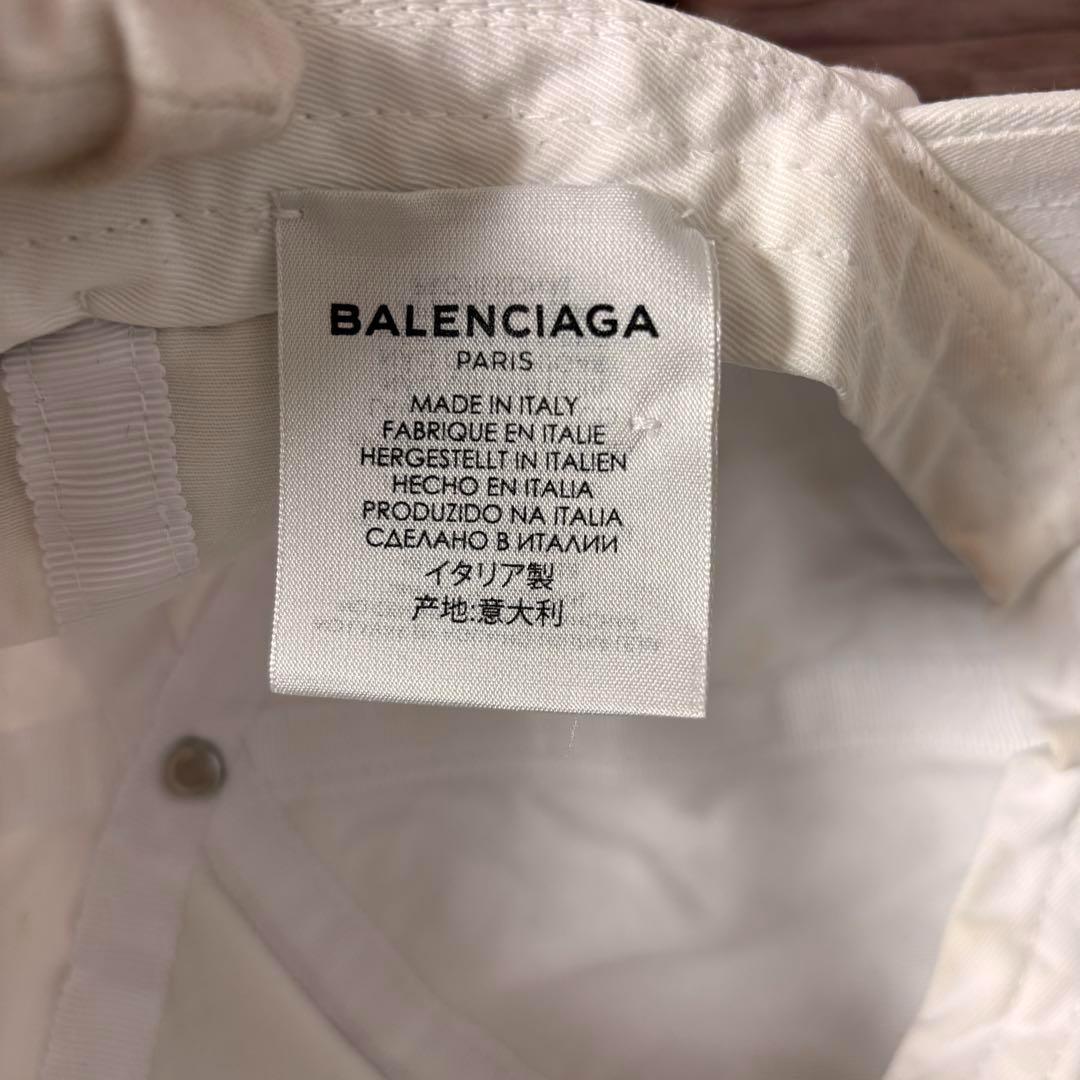 BALENCIAGA
PARIS
MADE IN ITALY
FABRIQUE EN ITALIE
HERGESTELLT IN ITALIEN
HECHO EN ITALIA
PRODUZIDO NA ITALIA
СДЕЛАНО В ИТАЛИИ
イタリア製
产地:意大利